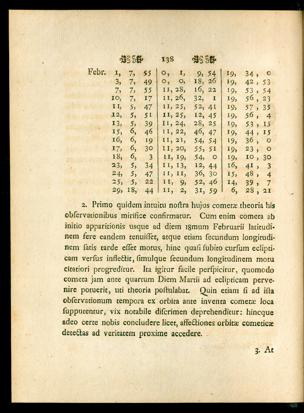 138
Febr. 1, 7, 55 | 0, 1, 9, 54 | 19, 34, 0
3, 7, 49 | 0, 0, 18, 26 | 19, 42, 53
7, 7, 55 | 11, 28, 16, 22 | 19, 53, 54
10, 7, 17 | 11, 26, 32, 1 | 19, 56, 23
11, 5, 47 | 11, 25, 52, 41 | 19, 57, 35
12, 5, 51 | 11, 25, 12, 45 | 19, 56, 4
13, 5, 39 | 11, 24, 28, 25 | 19, 53, 15
15, 6, 46 | 11, 22, 46, 47 | 19, 44, 15
16, 6, 19 | 11, 21, 54, 54 | 19, 36, 0
17, 6, 30 | 11, 20, 55, 51 | 19, 23, 0
18, 6, 3 | 11, 19, 54, 0 | 19, 10, 30
23, 5, 34 | 11, 13, 12, 44 | 16, 41, 3
24, 5, 47 | 11, 11, 36, 30 | 15, 48, 4
25, 5, 22 | 11, 9, 52, 46 | 14, 39, 7
29, 18, 44 | 11, 2, 31, 59 | 6, 28, 21
2. Primo quidem intuitu nostra hujus cometæ theoria his
observationibus mirifice confirmatur. Cum enim cometa ab
initio apparitionis usque ad diem 18mum Februarii latitudi-
nem fere eandem tenuisset, atque etiam secundum longitudi-
nem satis tarde esset motus, hinc quasi subito cursum eclipti-
cam versus inflectit, simulque secundum longitudinem motu
citatiori progreditur. Ita igitur facile perspicitur, quomodo
cometa jam ante quartum Diem Martii ad eclipticam perve-
nire potuerit, uti theoria postulabat. Quin etiam si ad ista
observationum tempora ex orbita ante inventa cometæ loca
supputentur, vix notabile discrimen deprehenditur: hincque
adeo certe nobis concludere licet, affectiones orbitæ cometicæ
detectas ad veritatem proxime accedere.
3. At